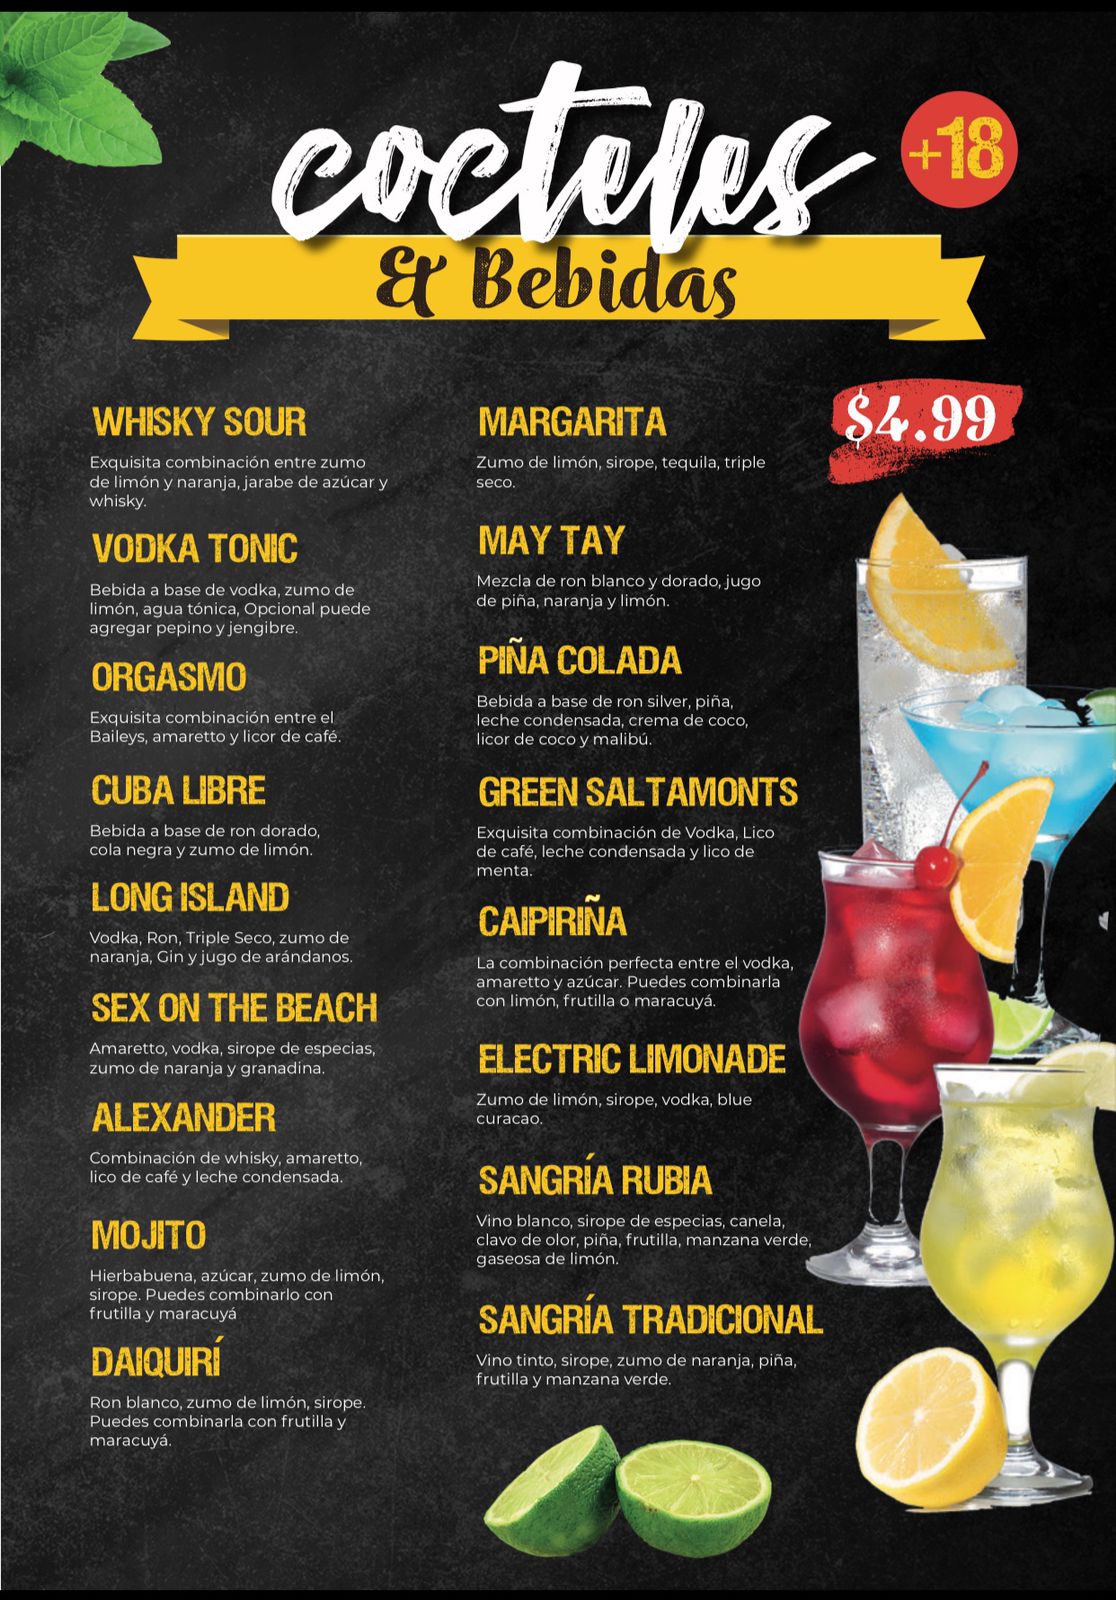 cocteles
+18
& Bebidas
WHISKY SOUR
Exquisita combinación entre zumo
de limón y naranja, jarabe de azúcar y
whisky.
VODKA TONIC
Bebida a base de vodka, zumo de
limón, agua tónica, Opcional puede
agregar pepino y jengibre.
ORGASMO
Exquisita combinación entre el
Baileys, amaretto y licor de café.
CUBA LIBRE
Bebida a base de ron dorado,
cola negra y zumo de limón.
LONG ISLAND
Vodka, Ron, Triple Seco, zumo de
naranja, Gin y jugo de arándanos.
SEX ON THE BEACH
Amaretto, vodka, sirope de especias,
zumo de naranja y granadina.
ALEXANDER
Combinación de whisky, amaretto,
lico de café y leche condensada.
MOJITO
Hierbabuena, azúcar, zumo de limón,
sirope. Puedes combinarlo con
frutilla y maracuyá
DAIQUIRÍ
Ron blanco, zumo de limón, sirope.
Puedes combinarla con frutilla y
maracuyá.
MARGARITA
Zumo de limón, sirope, tequila, triple
seco.
MAY TAY
Mezcla de ron blanco y dorado, jugo
de piña, naranja y limón.
PIÑA COLADA
Bebida a base de ron silver, piña,
leche condensada, crema de coco,
licor de coco y malibú.
GREEN SALTAMONTS
Exquisita combinación de Vodka, Lico
de café, leche condensada y lico de
menta.
CAIPIRIÑA
La combinación perfecta entre el vodka,
amaretto y azúcar. Puedes combinarla
con limón, frutilla o maracuyá.
ELECTRIC LIMONADE
Zumo de limón, sirope, vodka, blue
curacao.
SANGRÍA RUBIA
Vino blanco, sirope de especias, canela,
clavo de olor, piña, frutilla, manzana verde,
gaseosa de limón.
SANGRÍA TRADICIONAL
Vino tinto, sirope, zumo de naranja, piña,
frutilla y manzana verde.
$4.99